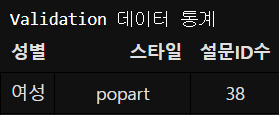 Validation 데이터 통계
성별 스타일 설문ID수
여성 popart 38